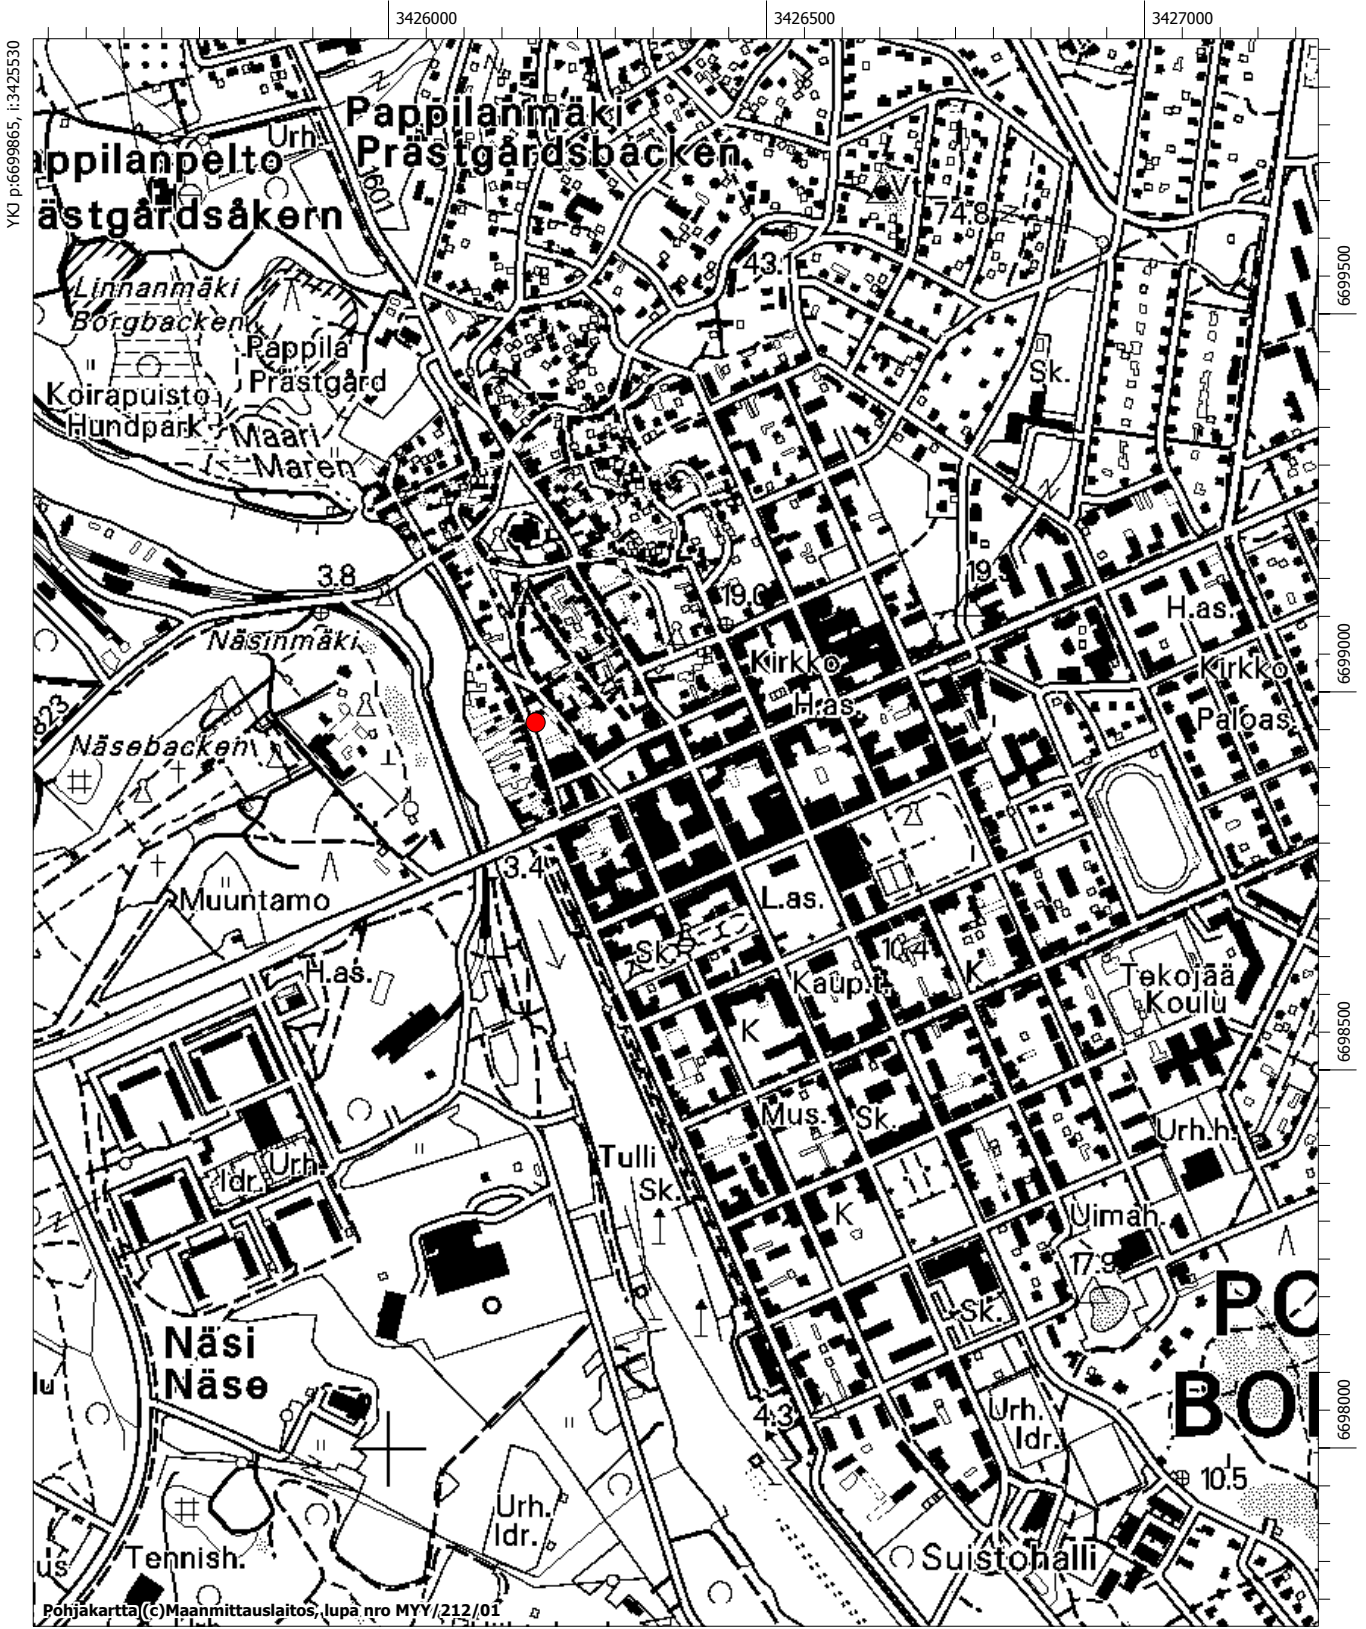 3426000
3426500
3427000
YKJ p:6699865, i:3425530
Pappilanmäki
Prästgårdsbacken
Urh.
appilanpelto
ästgårdsåkern
1601
Vt.
74.8
43.1
6699500
Linnanmäki
Borgbacken
Pappila
Prästgård
Koirapuisto
Hundpark
Maari
Maren
Sk.
3.8
19.0
19.
H.as.
Näsinmäki
Kirkko
H.as.
Kirkko
Paloas.
6699000
823
Näsebacken
3.4
Muuntamo
L.as.
Sk.
10.4
H.as.
Kaup.t.
K
Tekojää
Koulu
K
6698500
Mus.
Sk.
Urh.h.
Tulli
Sk.
Idr.
Urh.
K
Uimah.
17.9
PO
Sk.
Näsi
Näse
lu
BOI
4.3
Urh.
Idr.
6698000
10.5
Urh.
Idr.
us
Tennish.
Suistohalli
Pohjakartta (c)Maanmittauslaitos, lupa nro MYY/212/01